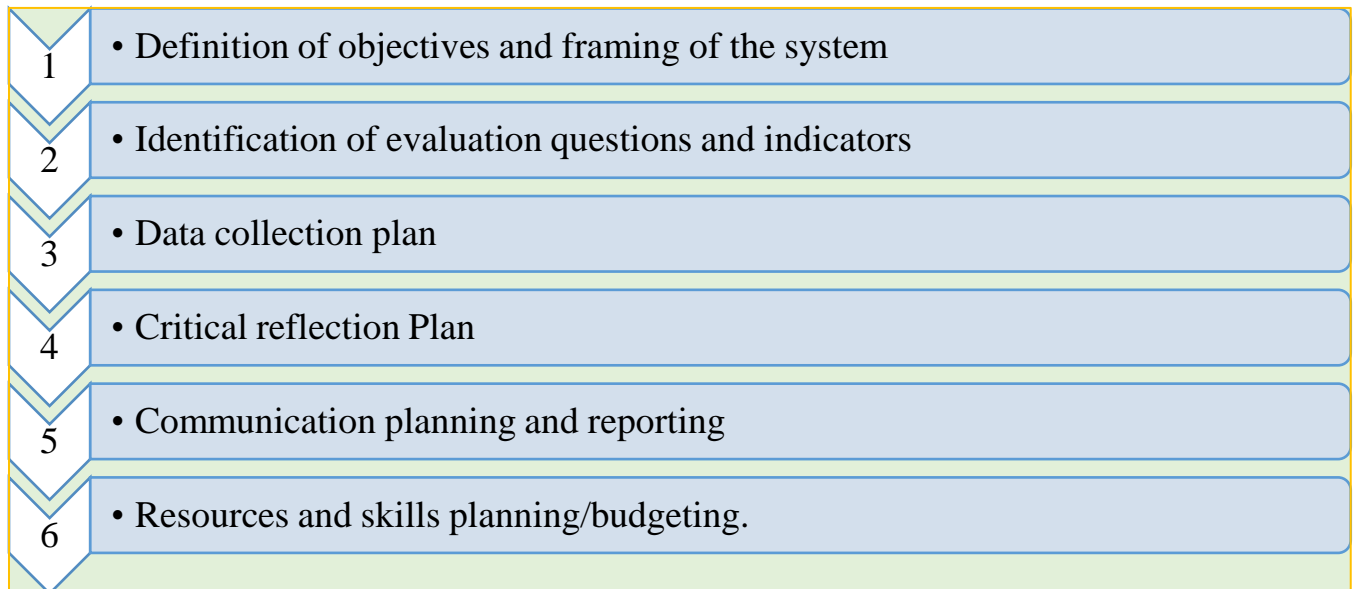 1 • Definition of objectives and framing of the system
2 • Identification of evaluation questions and indicators
3 • Data collection plan
4 • Critical reflection Plan
5 • Communication planning and reporting
6 • Resources and skills planning/budgeting.